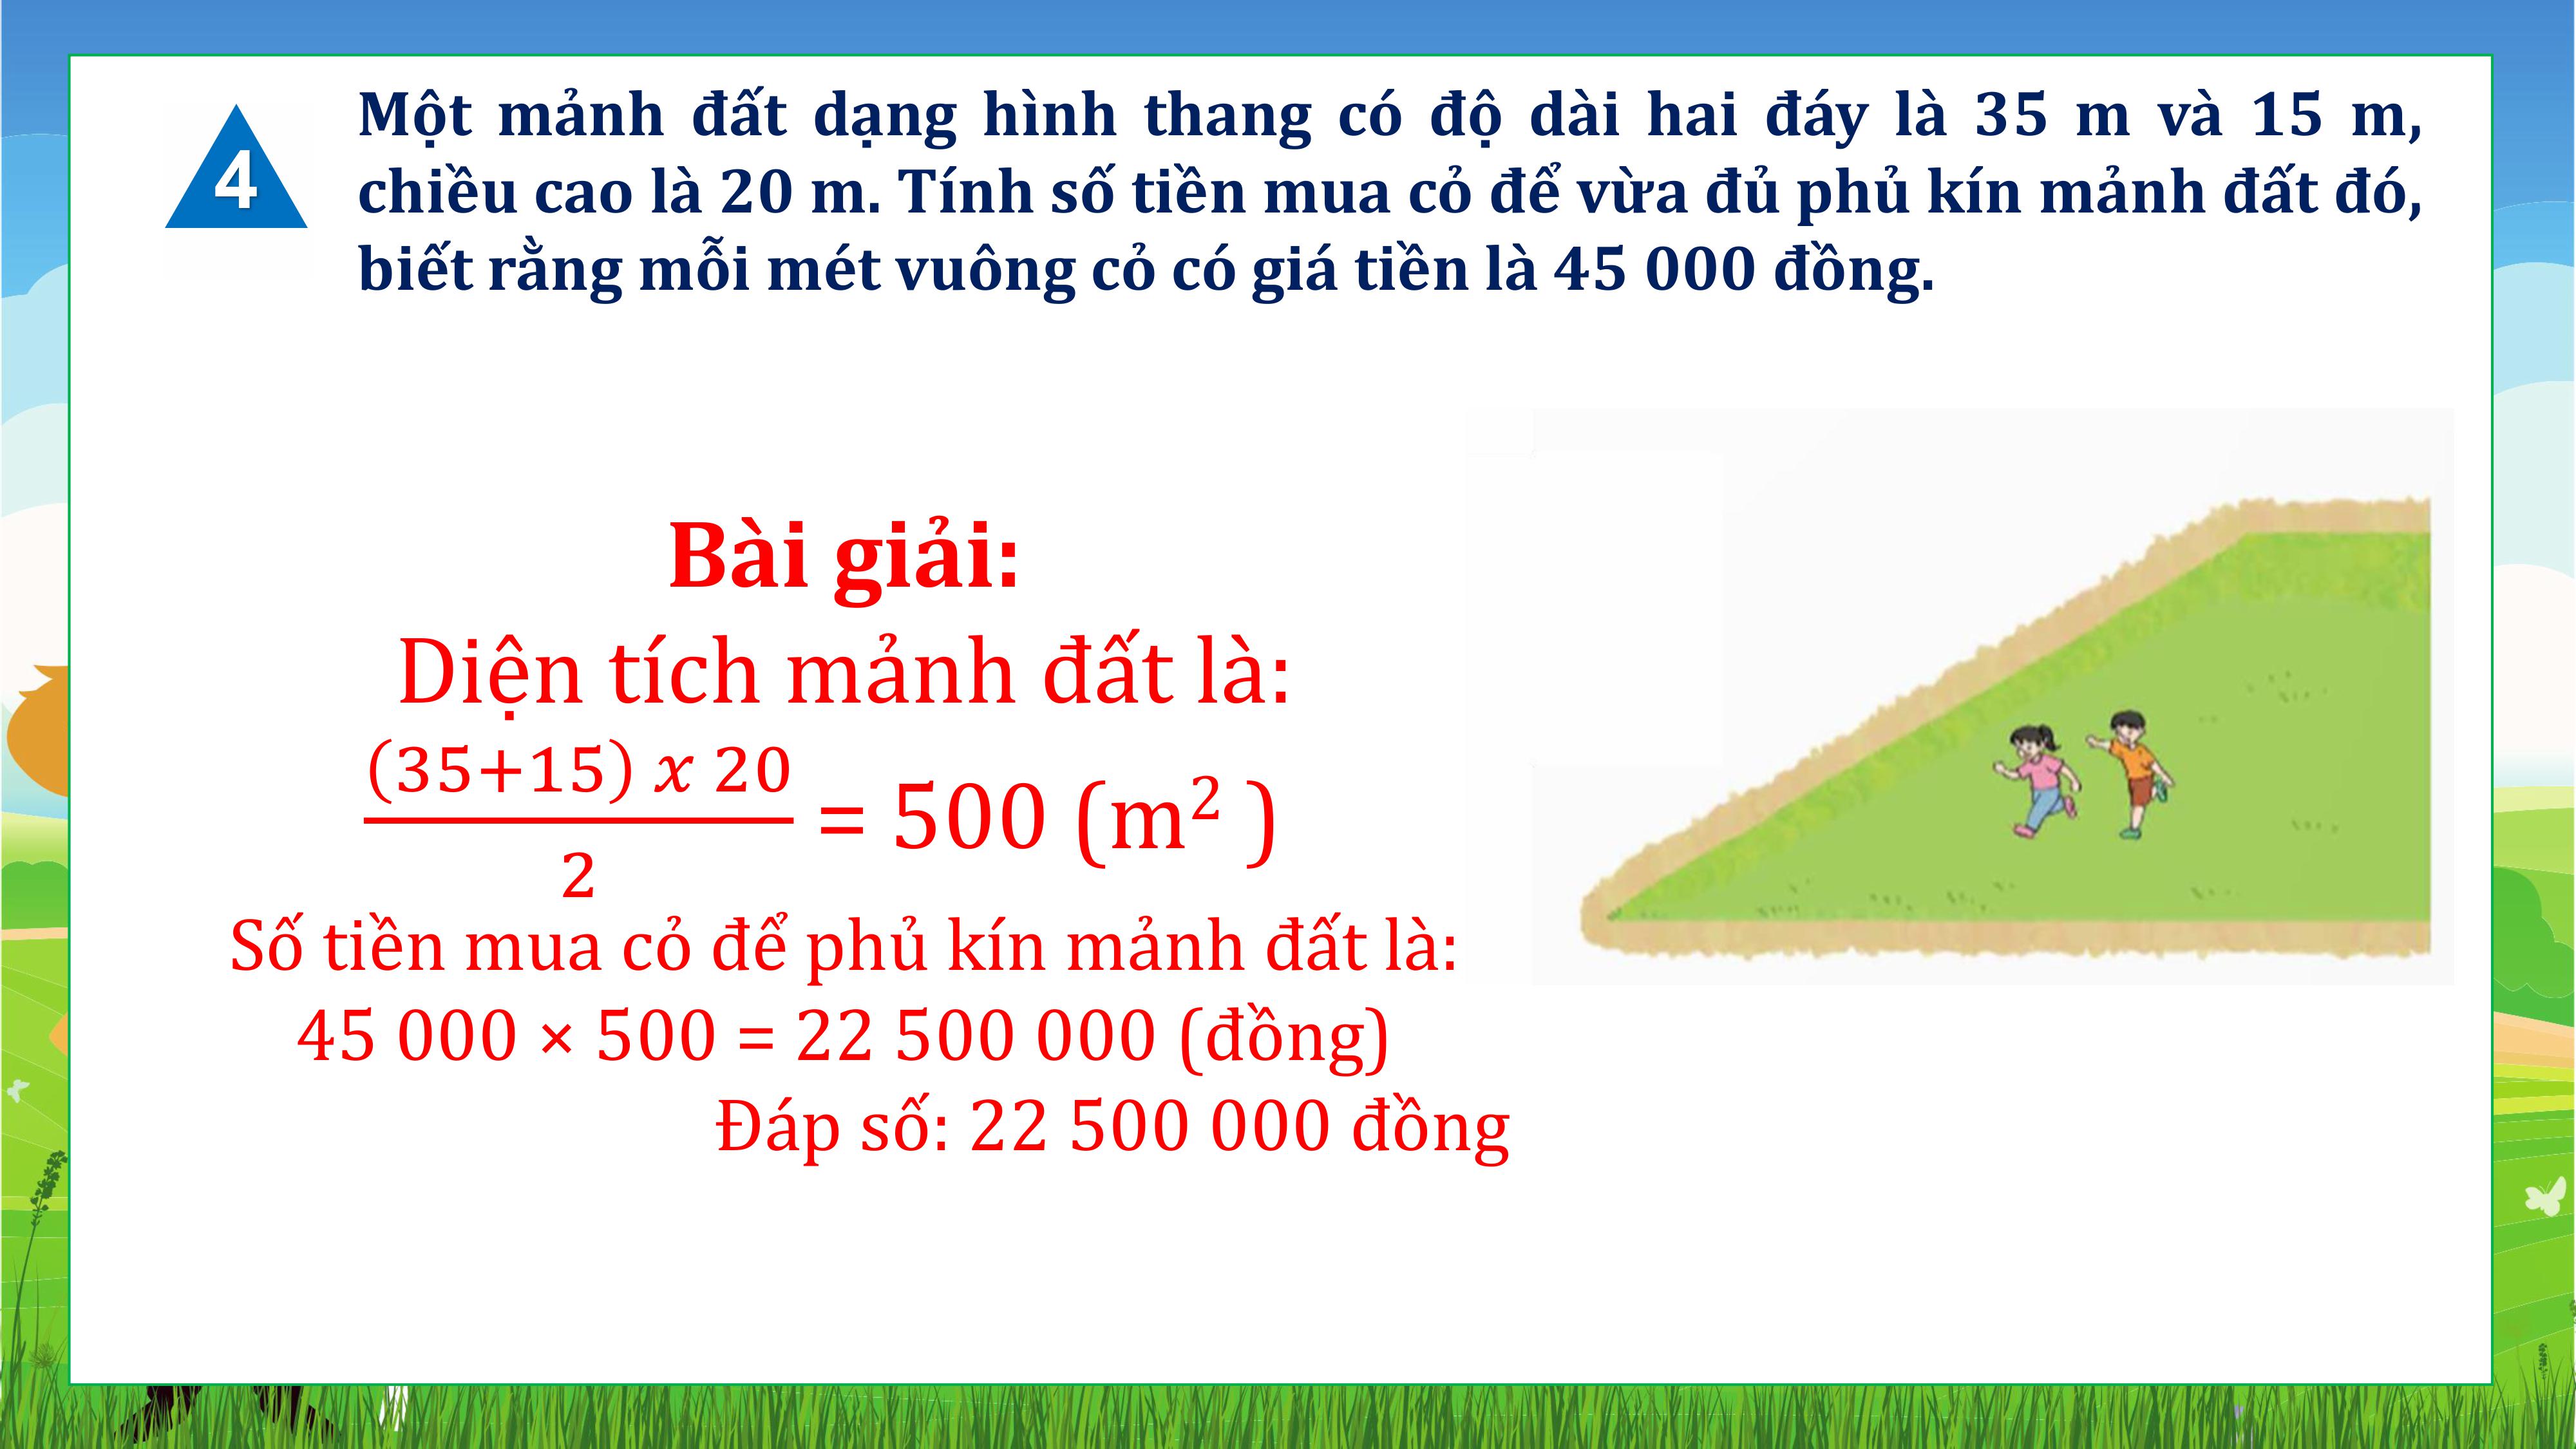 4
Một mảnh đất dạng hình thang có độ dài hai đáy là 35 m và 15 m,
chiều cao là 20 m. Tính số tiền mua cỏ để vừa đủ phủ kín mảnh đất đó,
biết rằng mỗi mét vuông cỏ có giá tiền là 45 000 đồng.
Bài giải:
Diện tích mảnh đất là:
(35+15) x 20
2
= 500 (m² )
Số tiền mua cỏ để phủ kín mảnh đất là:
45 000 × 500 = 22 500 000 (đồng)
Đáp số: 22 500 000 đồng